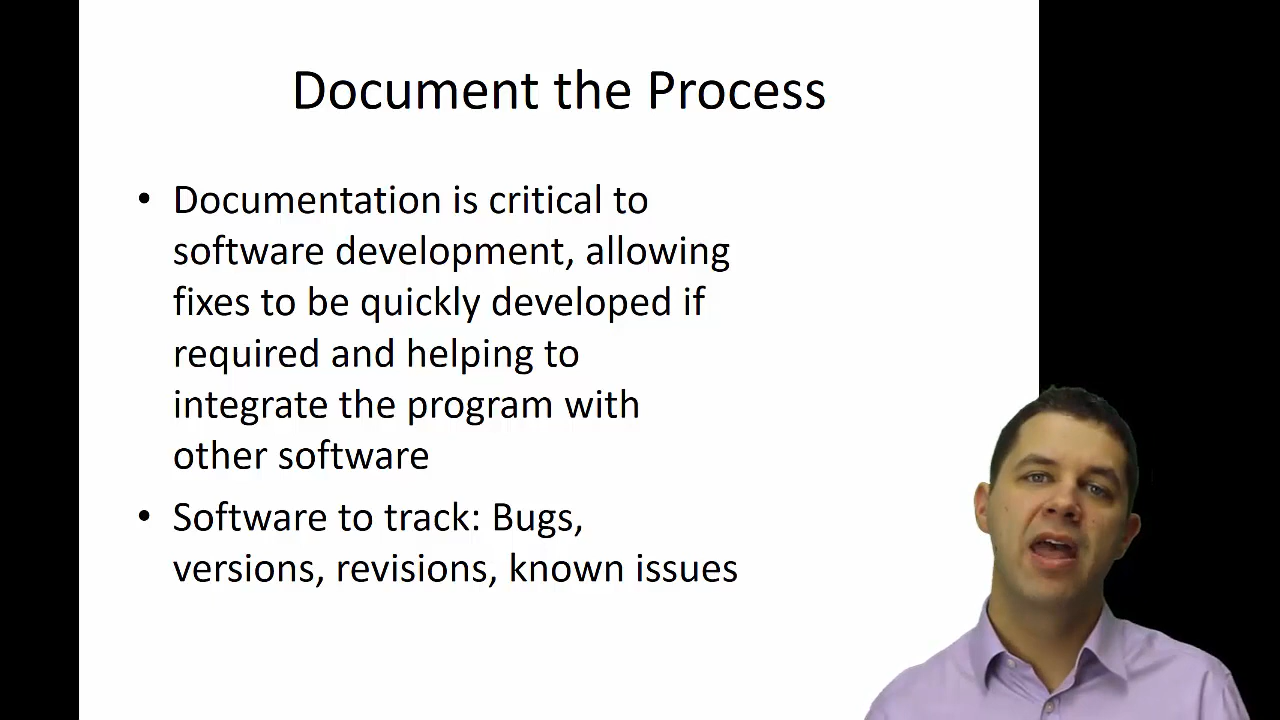 Document the Process
• Documentation is critical to
software development, allowing
fixes to be quickly developed if
required and helping to
integrate the program with
other software
• Software to track: Bugs,
versions, revisions, known issues